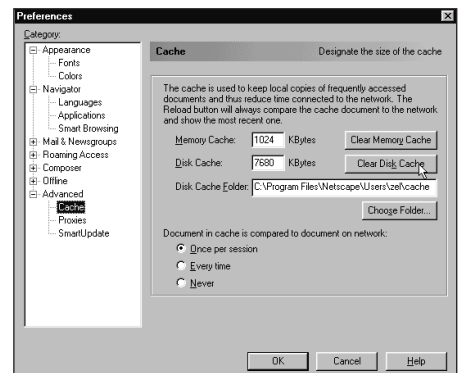 Preferences
Category:
Appearance
Fonts
Colors
Navigator
Languages
Applications
Smart Browsing
Mail & Newsgroups
Roaming Access
Composer
Offline
Advanced
Cache
Proxies
SmartUpdate
Cache Designate the size of the cache
The cache is used to keep local copies of frequently accessed
documents and thus reduce time connected to the network. The
Reload button will always compare the cache document to the network
and show the most recent one.
Memory Cache: 1024 KBytes Clear Memory Cache
Disk Cache: 7680 KBytes Clear Disk Cache
Disk Cache Folder: C:\Program Files\Netscape\Users\zel\cache
Choose Folder...
Document in cache is compared to document on network:
Once per session
Every time
Never
OK Cancel Help